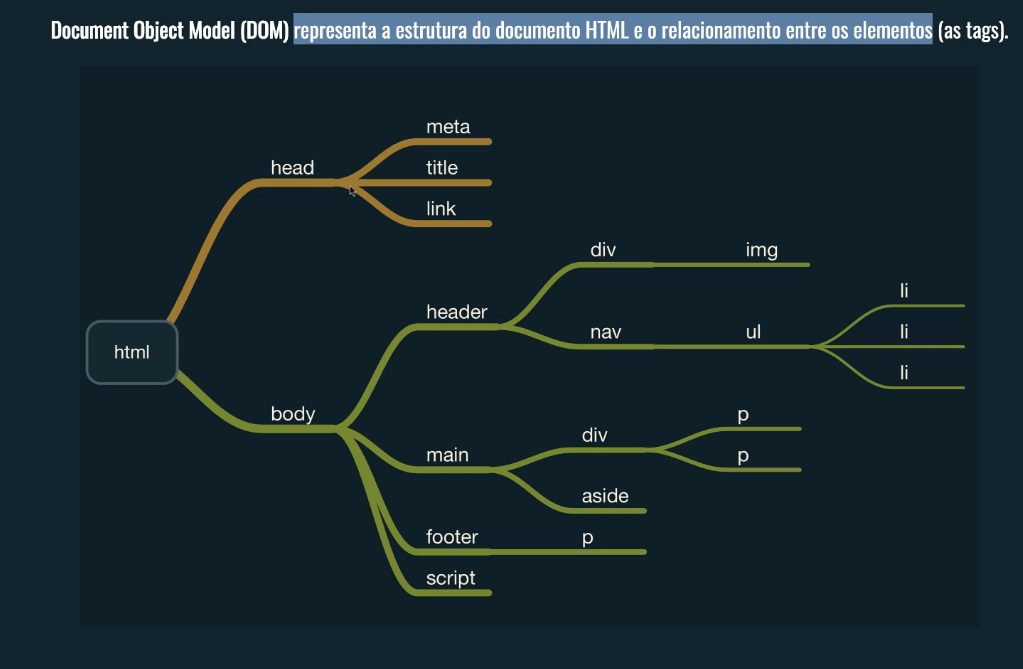 Document Object Model (DOM) representa a estrutura do documento HTML e o relacionamento entre os elementos (as tags).
meta
head
title
link
div
img
li
header
nav
ul
li
li
html
body
p
div
main
p
aside
footer
p
script